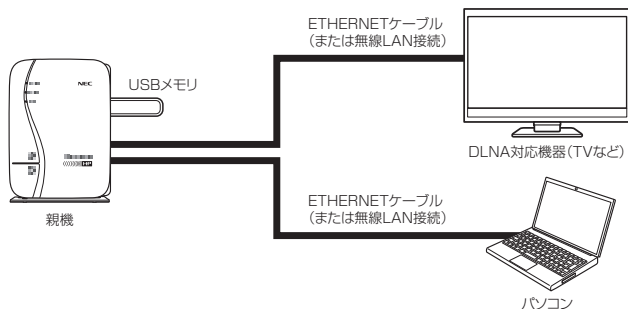 ETHERNETケーブル
（または無線LAN接続）
USBメモリ
NEC
DLNA対応機器（TVなど）
ETHERNETケーブル
（または無線LAN接続）
親機
パソコン